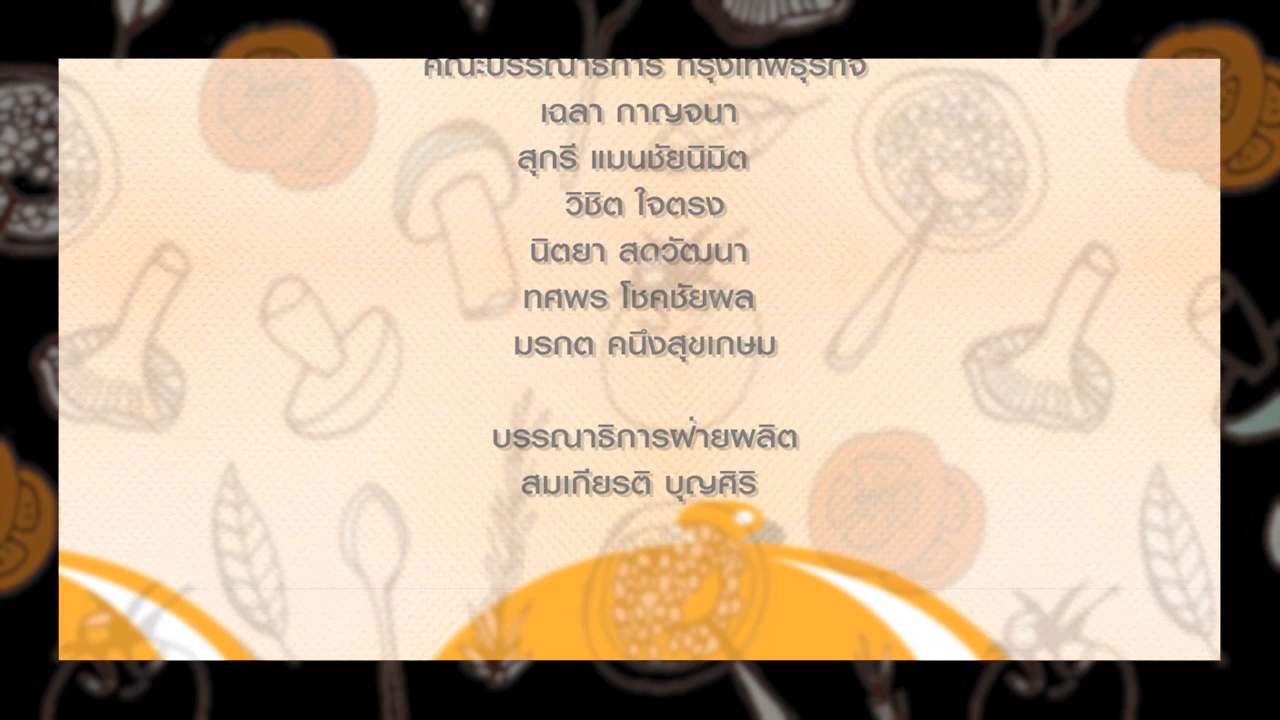 คณะบรรณาธิการ กรุงเทพธุรกิจ
เฉลา กาญจนา
สุกรี แมนชัยนิมิต
วิชิต ใจตรง
นิตยา สดวัฒนา
ทศพร โชคชัยผล
มรกต คนึงสุขเกษม
บรรณาธิการฝ่ายผลิต
สมเกียรติ บุญศิริ